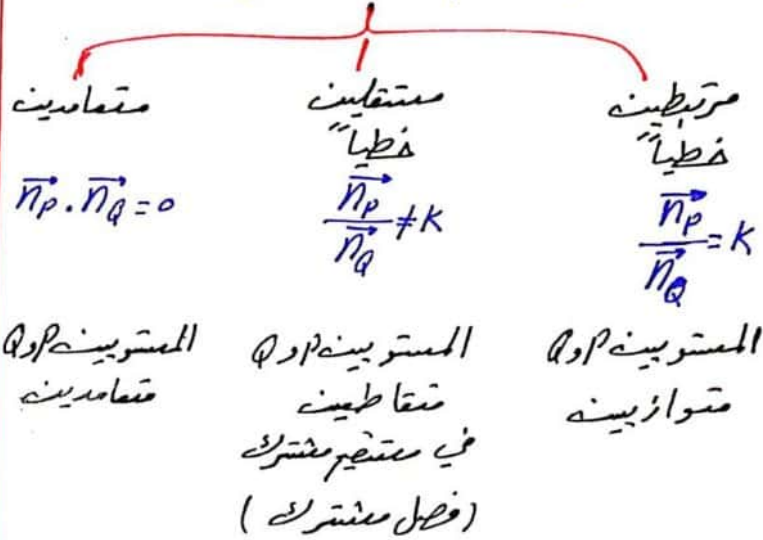 مرتبطين
خطياً
n⃗P / n⃗Q = K
المستويين P و Q
متوازيين
مستقلين
خطياً
n⃗P / n⃗Q ≠ K
المستويين P و Q
متقاطعين
في مستقيم مشترك
(فصل مشترك)
متعامدين
n⃗P . n⃗Q = 0
المستويين P و Q
متعامدين